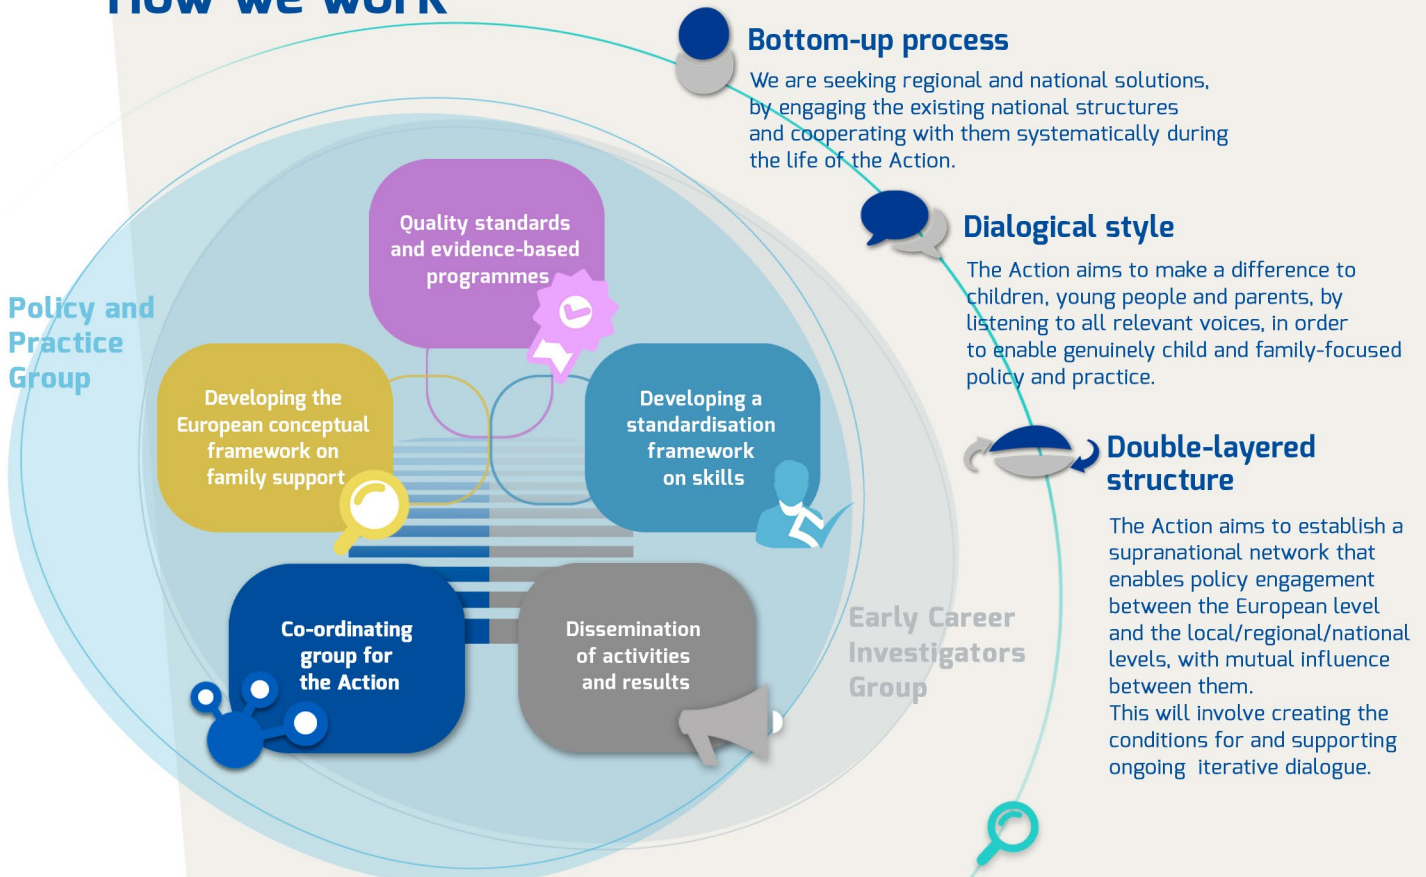 How we work
Bottom-up process
We are seeking regional and national solutions,
by engaging the existing national structures
and cooperating with them systematically during
the life of the Action.
Dialogical style
The Action aims to make a difference to
children, young people and parents, by
listening to all relevant voices, in order
to enable genuinely child and family-focused
policy and practice.
Double-layered
structure
The Action aims to establish a
supranational network that
enables policy engagement
between the European level
and the local/regional/national
levels, with mutual influence
between them.
This will involve creating the
conditions for and supporting
ongoing iterative dialogue.
Policy and
Practice
Group
Quality standards
and evidence-based
programmes
Developing the
European conceptual
framework on
family support
Developing a
standardisation
framework
on skills
Co-ordinating
group for
the Action
Dissemination
of activities
and results
Early Career
Investigators
Group